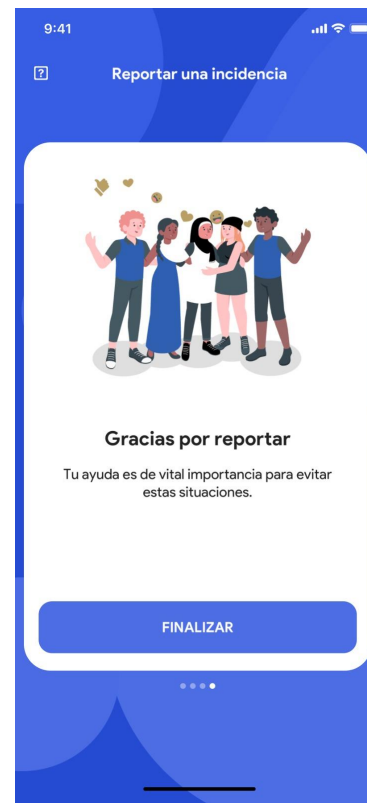 9:41
?
Reportar una incidencia
Gracias por reportar
Tu ayuda es de vital importancia para evitar
estas situaciones.
FINALIZAR